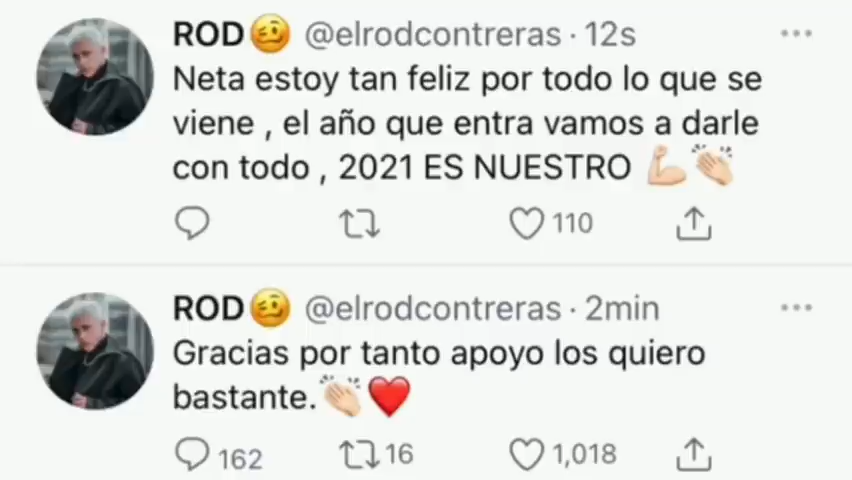 ROD🥴 @elrodcontreras · 12s
Neta estoy tan feliz por todo lo que se
viene , el año que entra vamos a darle
con todo , 2021 ES NUESTRO 💪🏻👏🏻
110
ROD🥴 @elrodcontreras · 2min
Gracias por tanto apoyo los quiero
bastante.👏🏻❤️
162 16 1,018